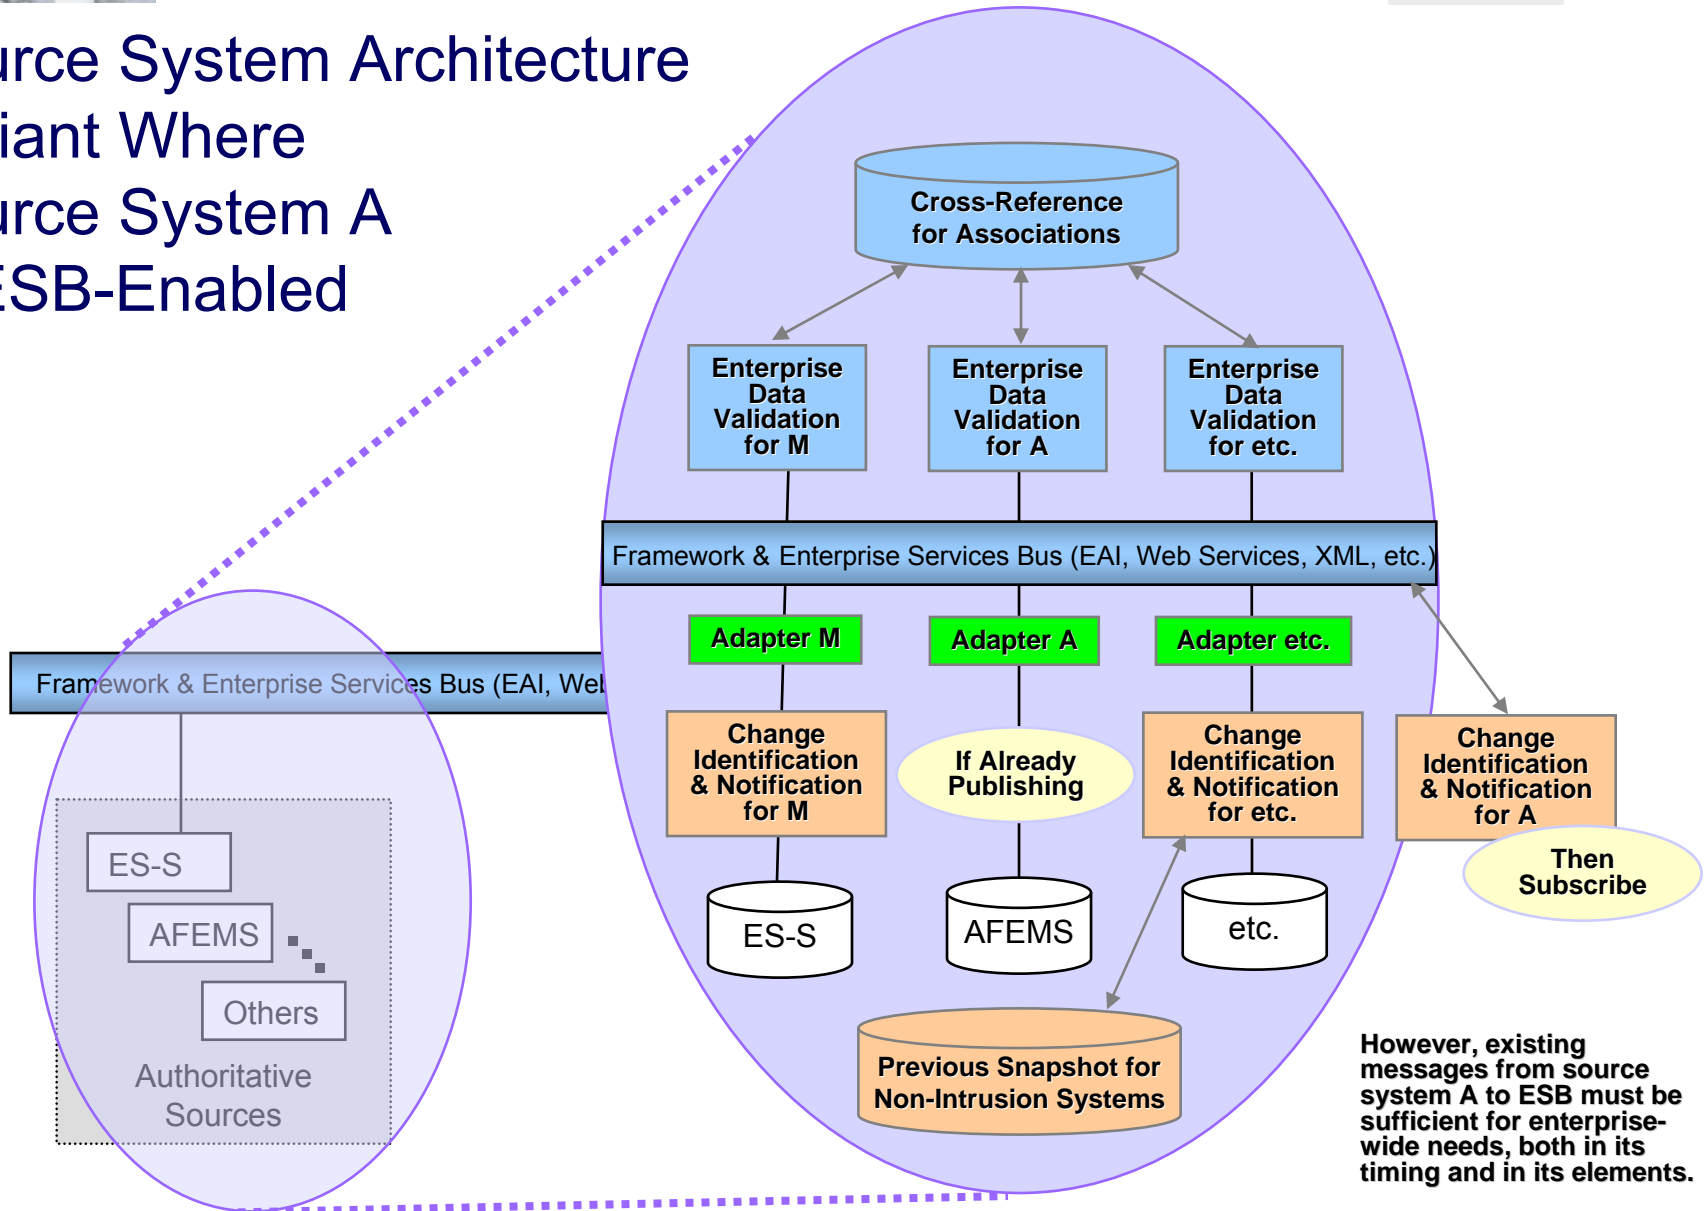 urce System Architecture
iant Where
urce System A
ESB-Enabled
Cross-Reference
for Associations
Enterprise
Data
Validation
for M
Enterprise
Data
Validation
for A
Enterprise
Data
Validation
for etc.
Framework & Enterprise Services Bus (EAI, Web Services, XML, etc.)
Adapter M
Adapter A
Adapter etc.
Framework & Enterprise Services Bus (EAI, Web
Change
Identification
& Notification
for M
If Already
Publishing
Change
Identification
& Notification
for etc.
Change
Identification
& Notification
for A
Then
Subscribe
ES-S
AFEMS
Others
Authoritative
Sources
ES-S
AFEMS
etc.
Previous Snapshot for
Non-Intrusion Systems
However, existing
messages from source
system A to ESB must be
sufficient for enterprise-
wide needs, both in its
timing and in its elements.